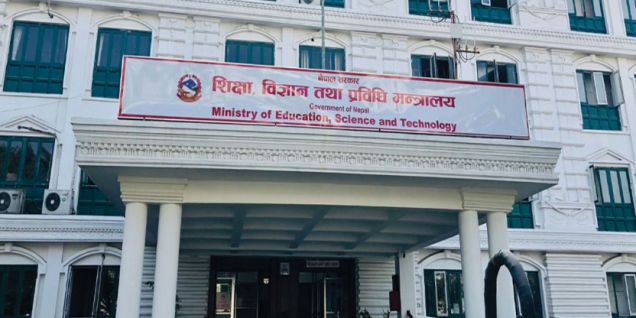 नेपाल सरकार
शिक्षा, विज्ञान तथा प्रविधि मन्त्रालय
Government of Nepal
Ministry of Education, Science and Technology